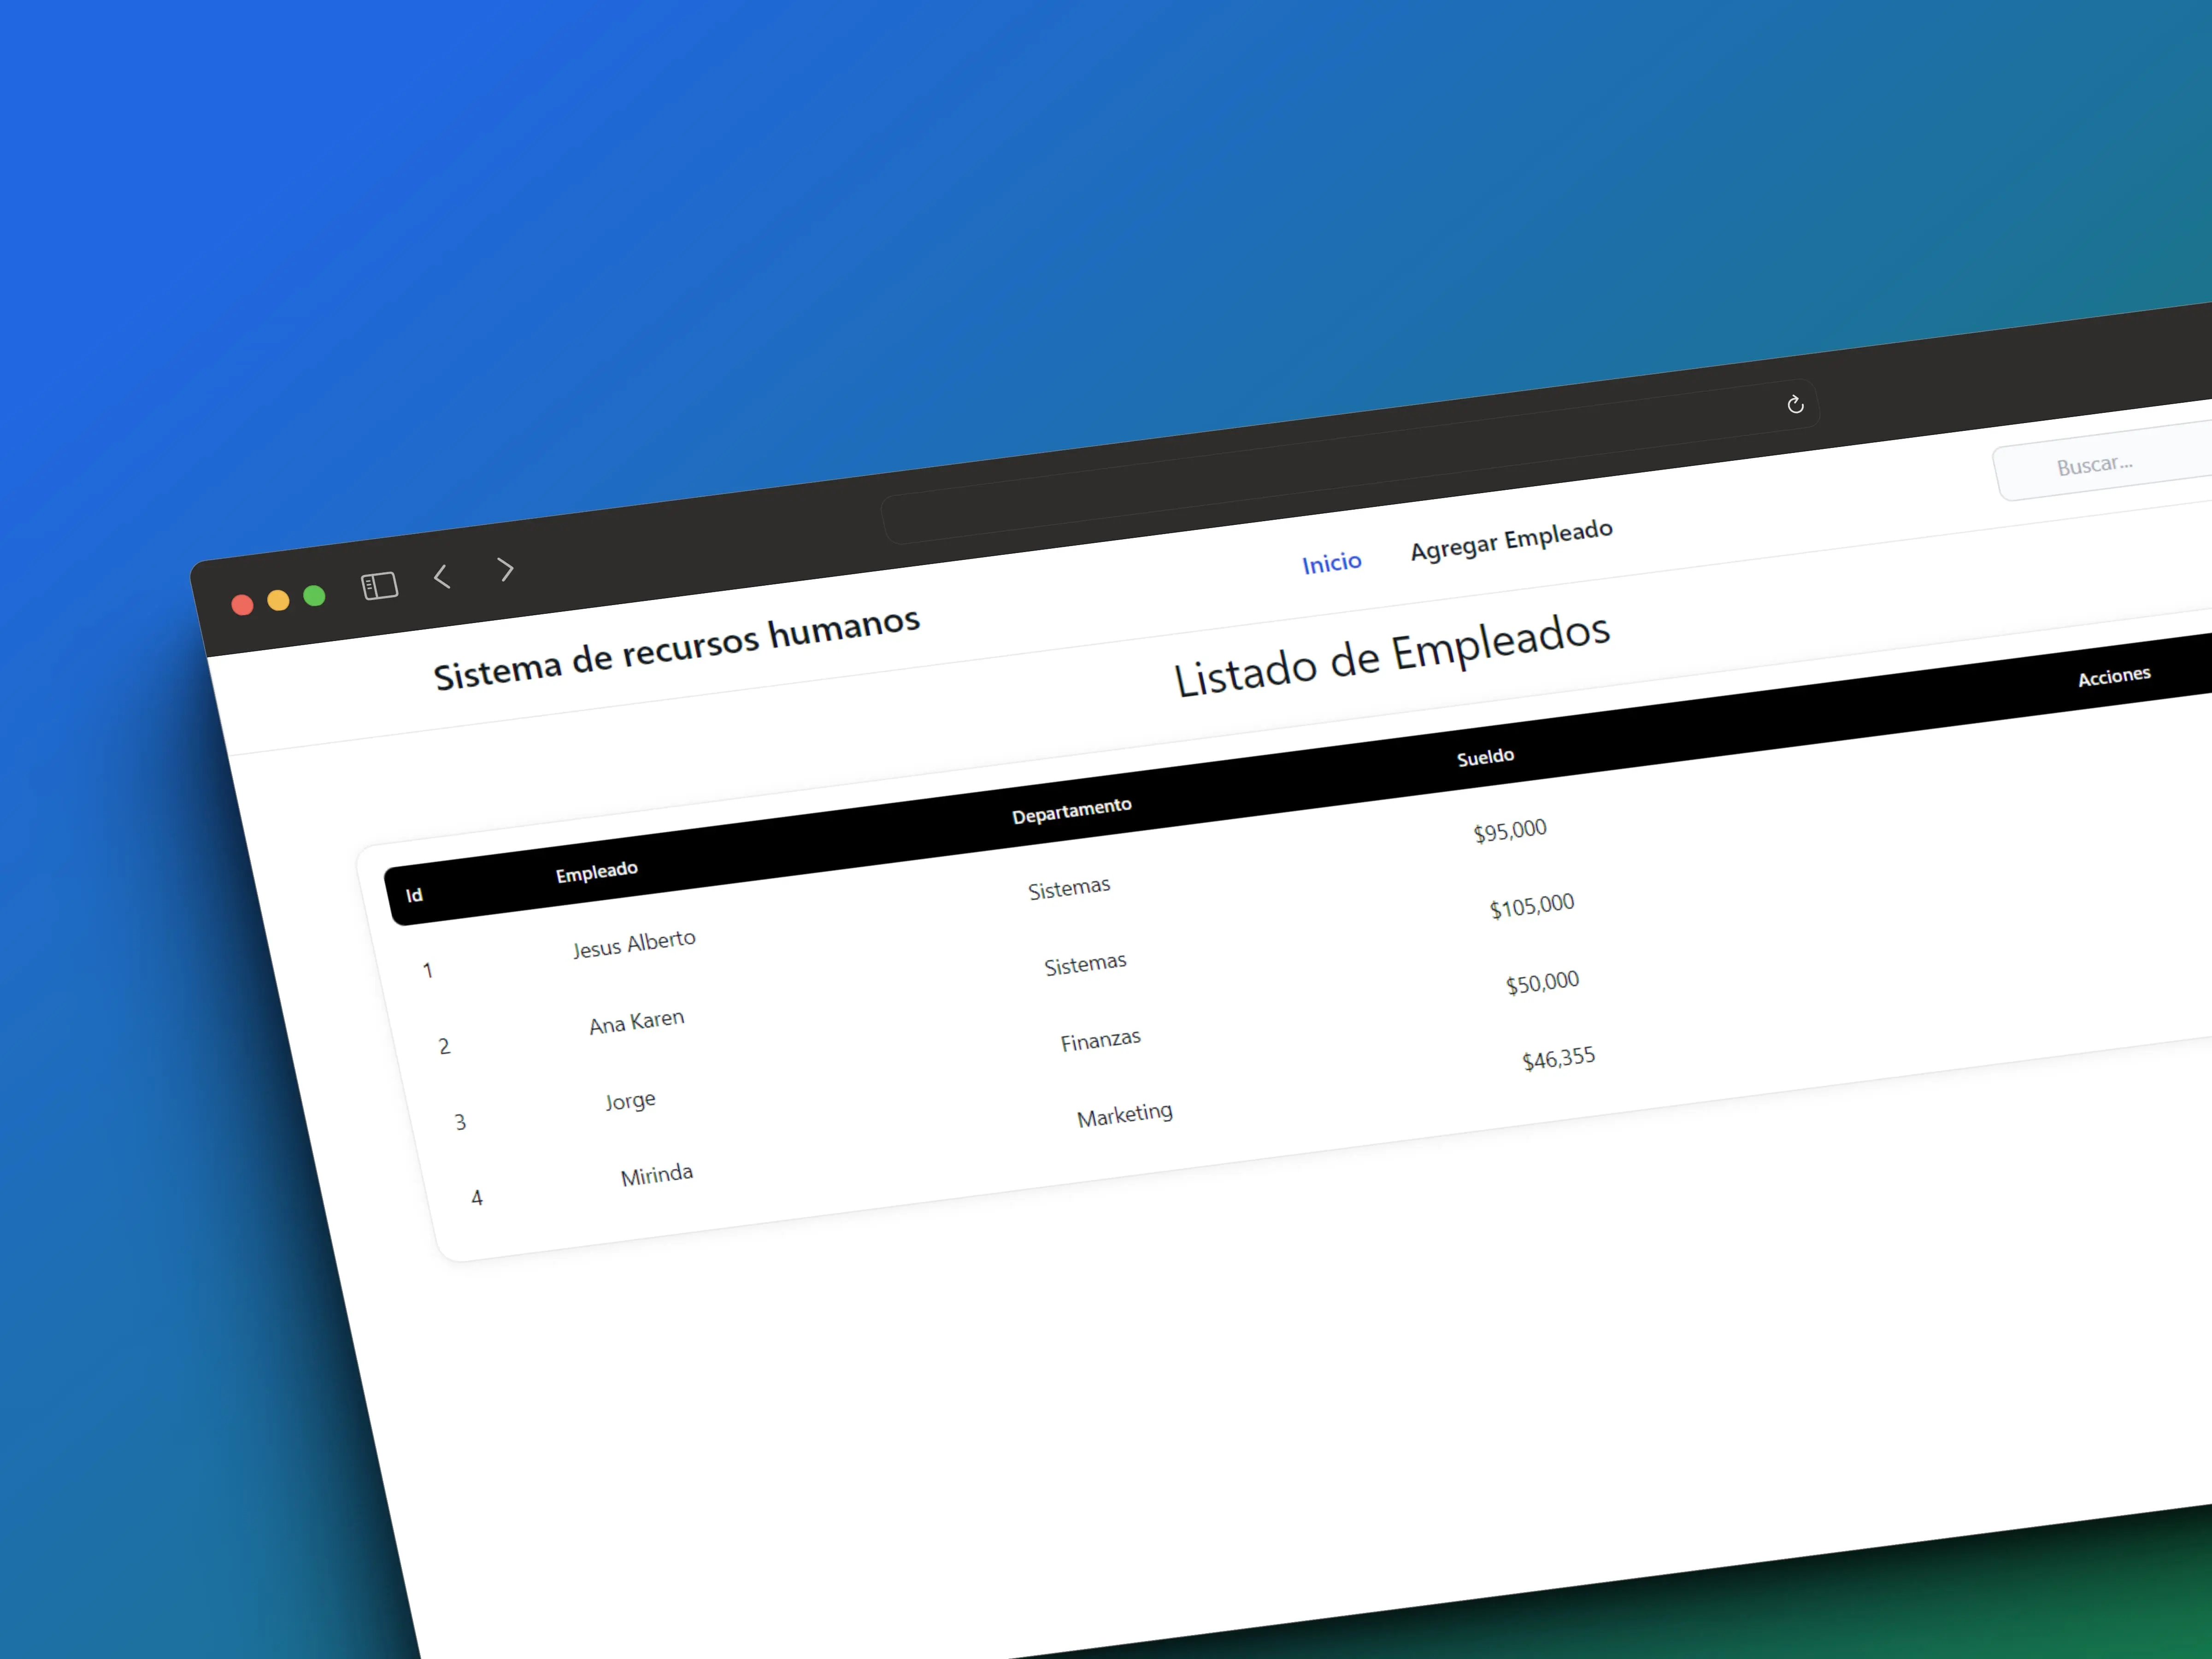 Sistema de recursos humanos
Inicio Agregar Empleado
Buscar...
Listado de Empleados
Id Empleado Departamento Sueldo Acciones
1 Jesus Alberto Sistemas $95,000
2 Ana Karen Sistemas $105,000
3 Jorge Finanzas $50,000
4 Mirinda Marketing $46,355